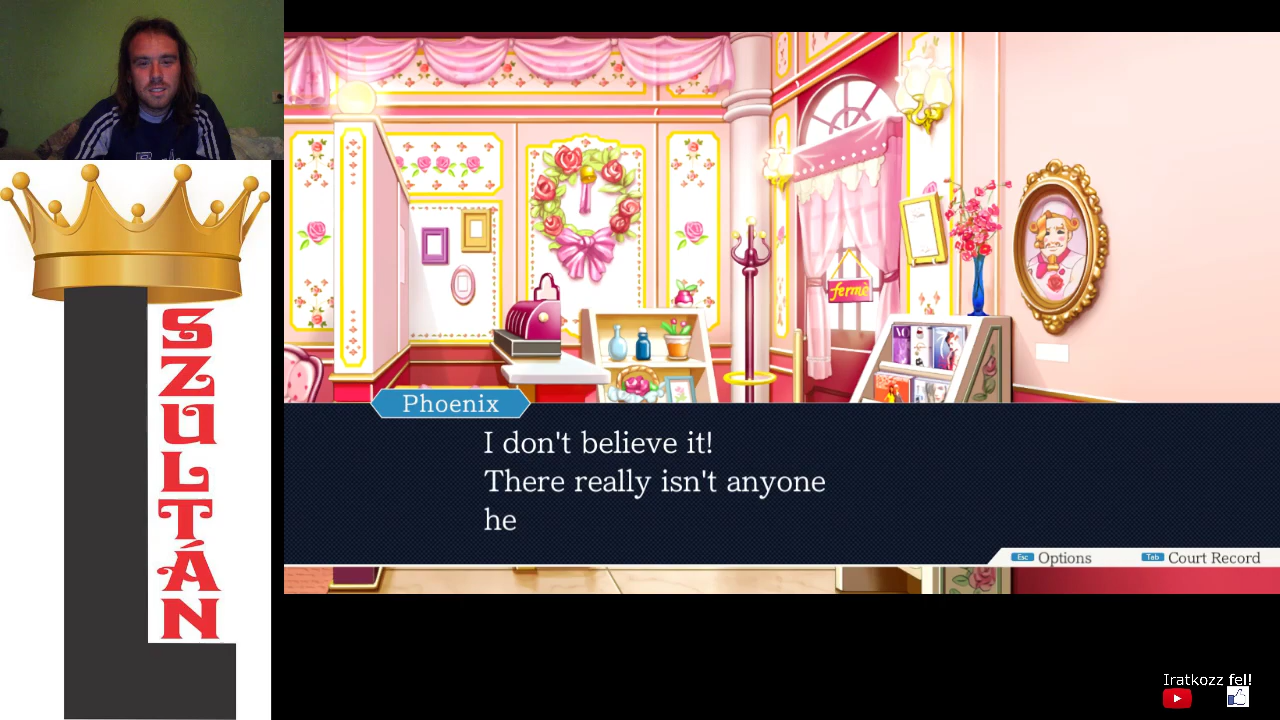 SZULTÁN
fermé
Phoenix
I don't believe it!
There really isn't anyone
he
Esc Options
Tab Court Record
Iratkozz fel!